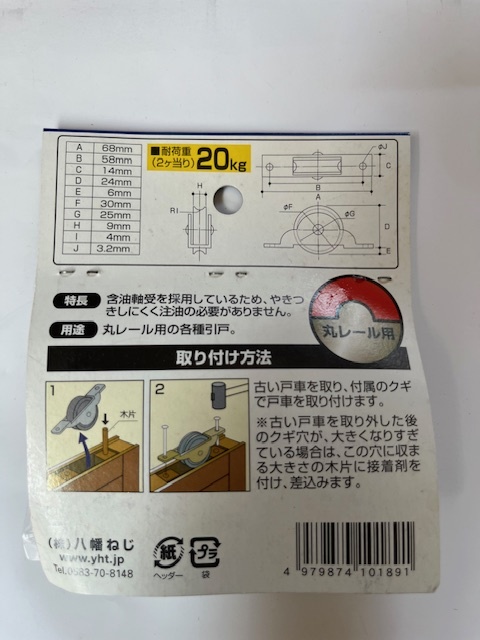 A 68mm
B 58mm
C 14mm
D 24mm
E 6mm
F 30mm
G 25mm
H 9mm
I 4mm
J 3.2mm
■耐荷重
(2ヶ当り) 20kg
H
RI
A
B
C
φJ
φF
φG
D
E
特長 含油軸受を採用しているため、やきつ
きしにくく注油の必要がありません。
用途 丸レール用の各種引戸。
丸レール用
取り付け方法
1
木片
2
古い戸車を取り、付属のクギ
で戸車を取り付けます。
※古い戸車を取り外した後
のクギ穴が、大きくなりすぎ
ている場合は、この穴に収ま
る大きさの木片に接着剤を
付け、差込みます。
(株)八幡ねじ
www.yht.jp
Tel.0583-70-8148
紙
ヘッダー
プラ
袋
4 979874 101891